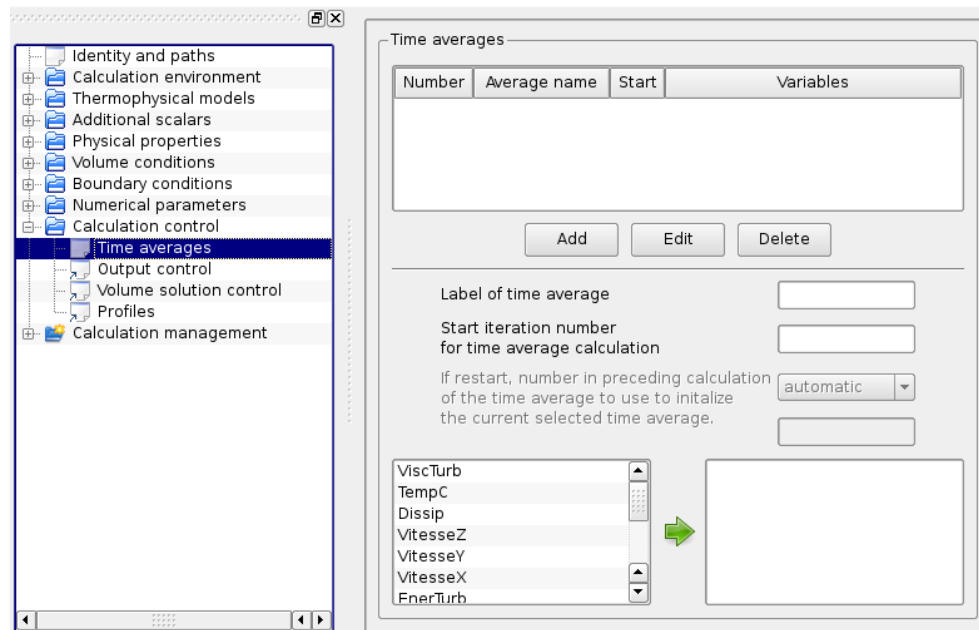 Identity and paths
Calculation environment
Thermophysical models
Additional scalars
Physical properties
Volume conditions
Boundary conditions
Numerical parameters
Calculation control
Time averages
Output control
Volume solution control
Profiles
Calculation management
Time averages
Number Average name Start Variables
Add Edit Delete
Label of time average
Start iteration number
for time average calculation
If restart, number in preceding calculation
of the time average to use to initalize
the current selected time average.
automatic
ViscTurb
TempC
Dissip
VitesseZ
VitesseY
VitesseX
EnerTurb